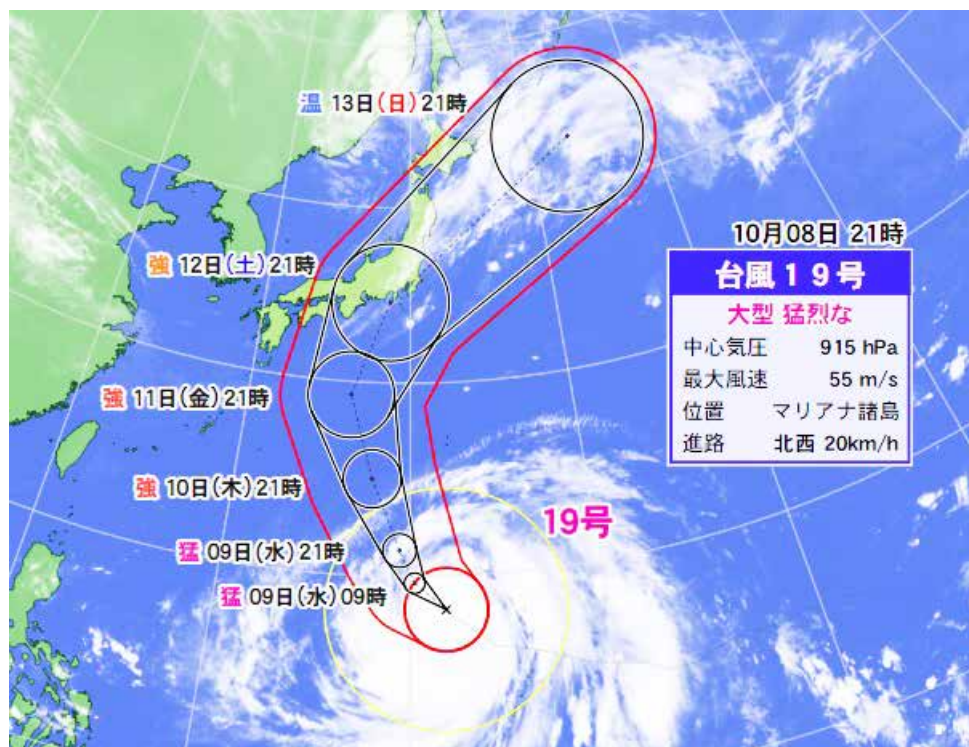 温 13日(日)21時
10月08日 21時
台風19号
大型 猛烈な
中心気圧 915 hPa
最大風速 55 m/s
位置 マリアナ諸島
進路 北西 20km/h
強 12日(土)21時
強 11日(金)21時
強 10日(木)21時
19号
猛 09日(水)21時
猛 09日(水)09時